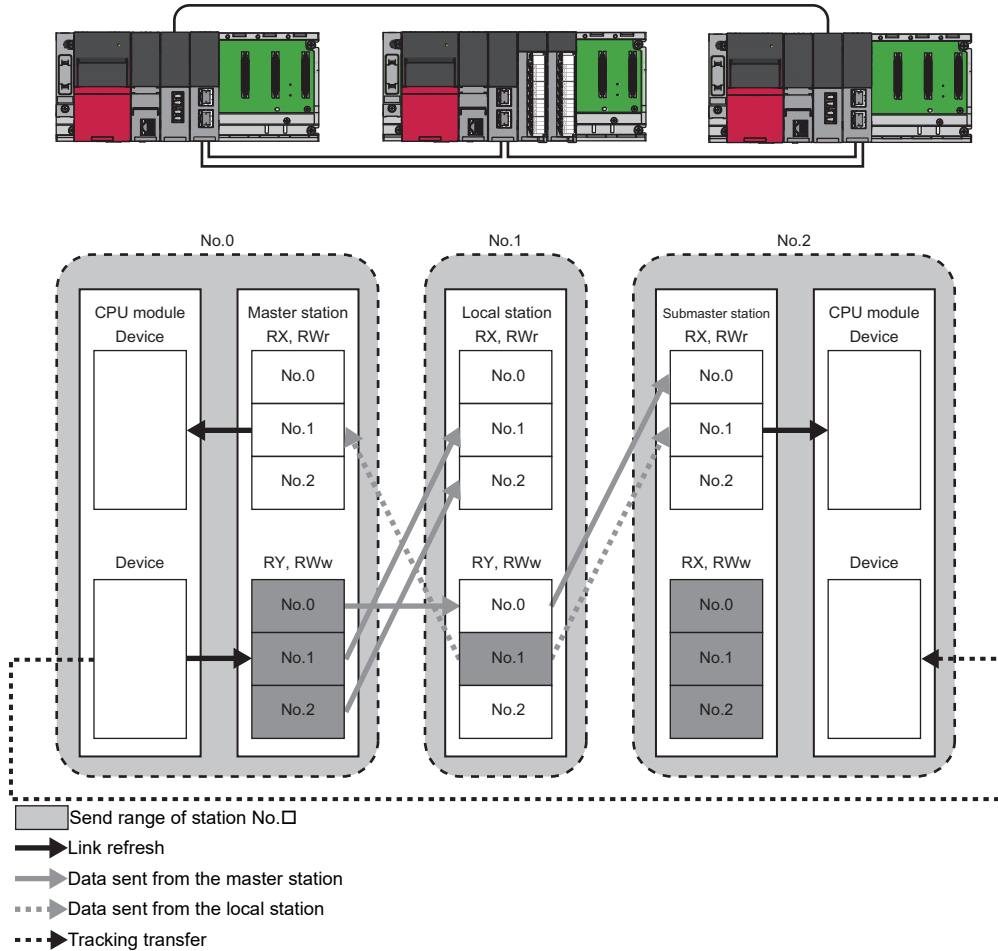 No.0 No.1 No.2
CPU module Master station Local station Submaster station CPU module
Device RX, RWr RX, RWr RX, RWr Device
No.0 No.0 No.0
No.1 No.1 No.1
No.2 No.2 No.2
Device RY, RWw RY, RWw RX, RWw Device
No.0 No.0 No.0
No.1 No.1 No.1
No.2 No.2 No.2
Send range of station No.□
Link refresh
Data sent from the master station
Data sent from the local station
Tracking transfer